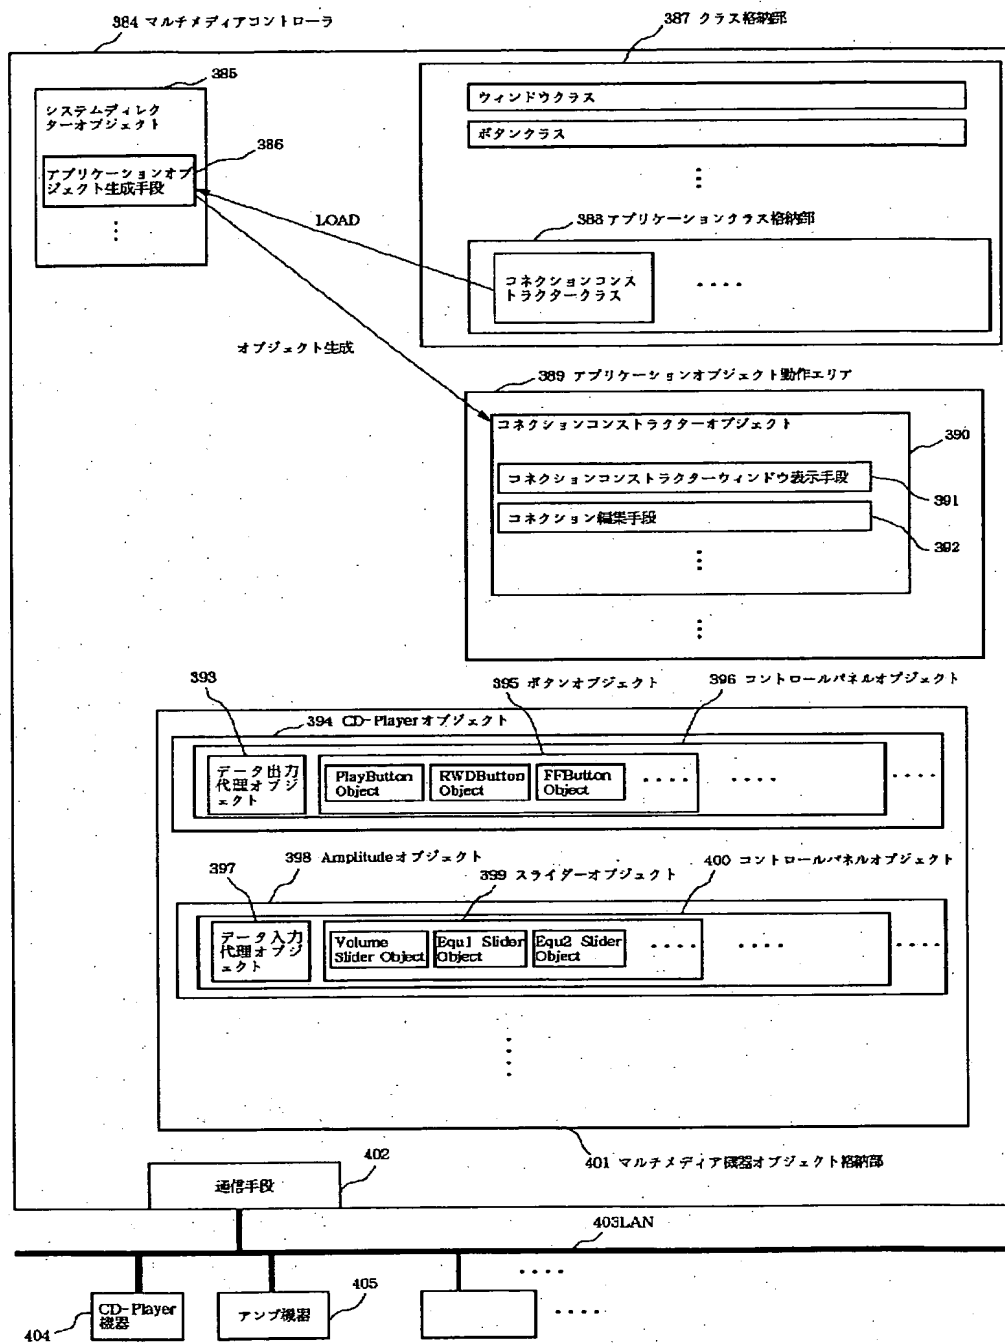 384 マルチメディアコントローラ
387 クラス格納部
385
システムディレク
ターオブジェクト
386
アプリケーションオブ
ジェクト生成手段
ウィンドウクラス
ボタンクラス
LOAD
388 アプリケーションクラス格納部
コネクションコンス
トラクタークラス
オブジェクト生成
389 アプリケーションオブジェクト動作エリア
コネクションコンストラクターオブジェクト
390
コネクションコンストラクターウィンドウ表示手段
391
コネクション編集手段
392
393
395 ボタンオブジェクト
396 コントロールパネルオブジェクト
394 CD-Playerオブジェクト
データ出力
代理オブジ
ェクト
PlayButton
Object
RWDButton
Object
FFButton
Object
397
398 Amplitudeオブジェクト
399 スライダーオブジェクト
400 コントロールパネルオブジェクト
データ入力
代理オブジ
ェクト
Volume
Slider Object
Equ1 Slider
Object
Equ2 Slider
Object
401 マルチメディア機器オブジェクト格納部
402
通信手段
403LAN
404
CD-Player
機器
405
アンプ機器